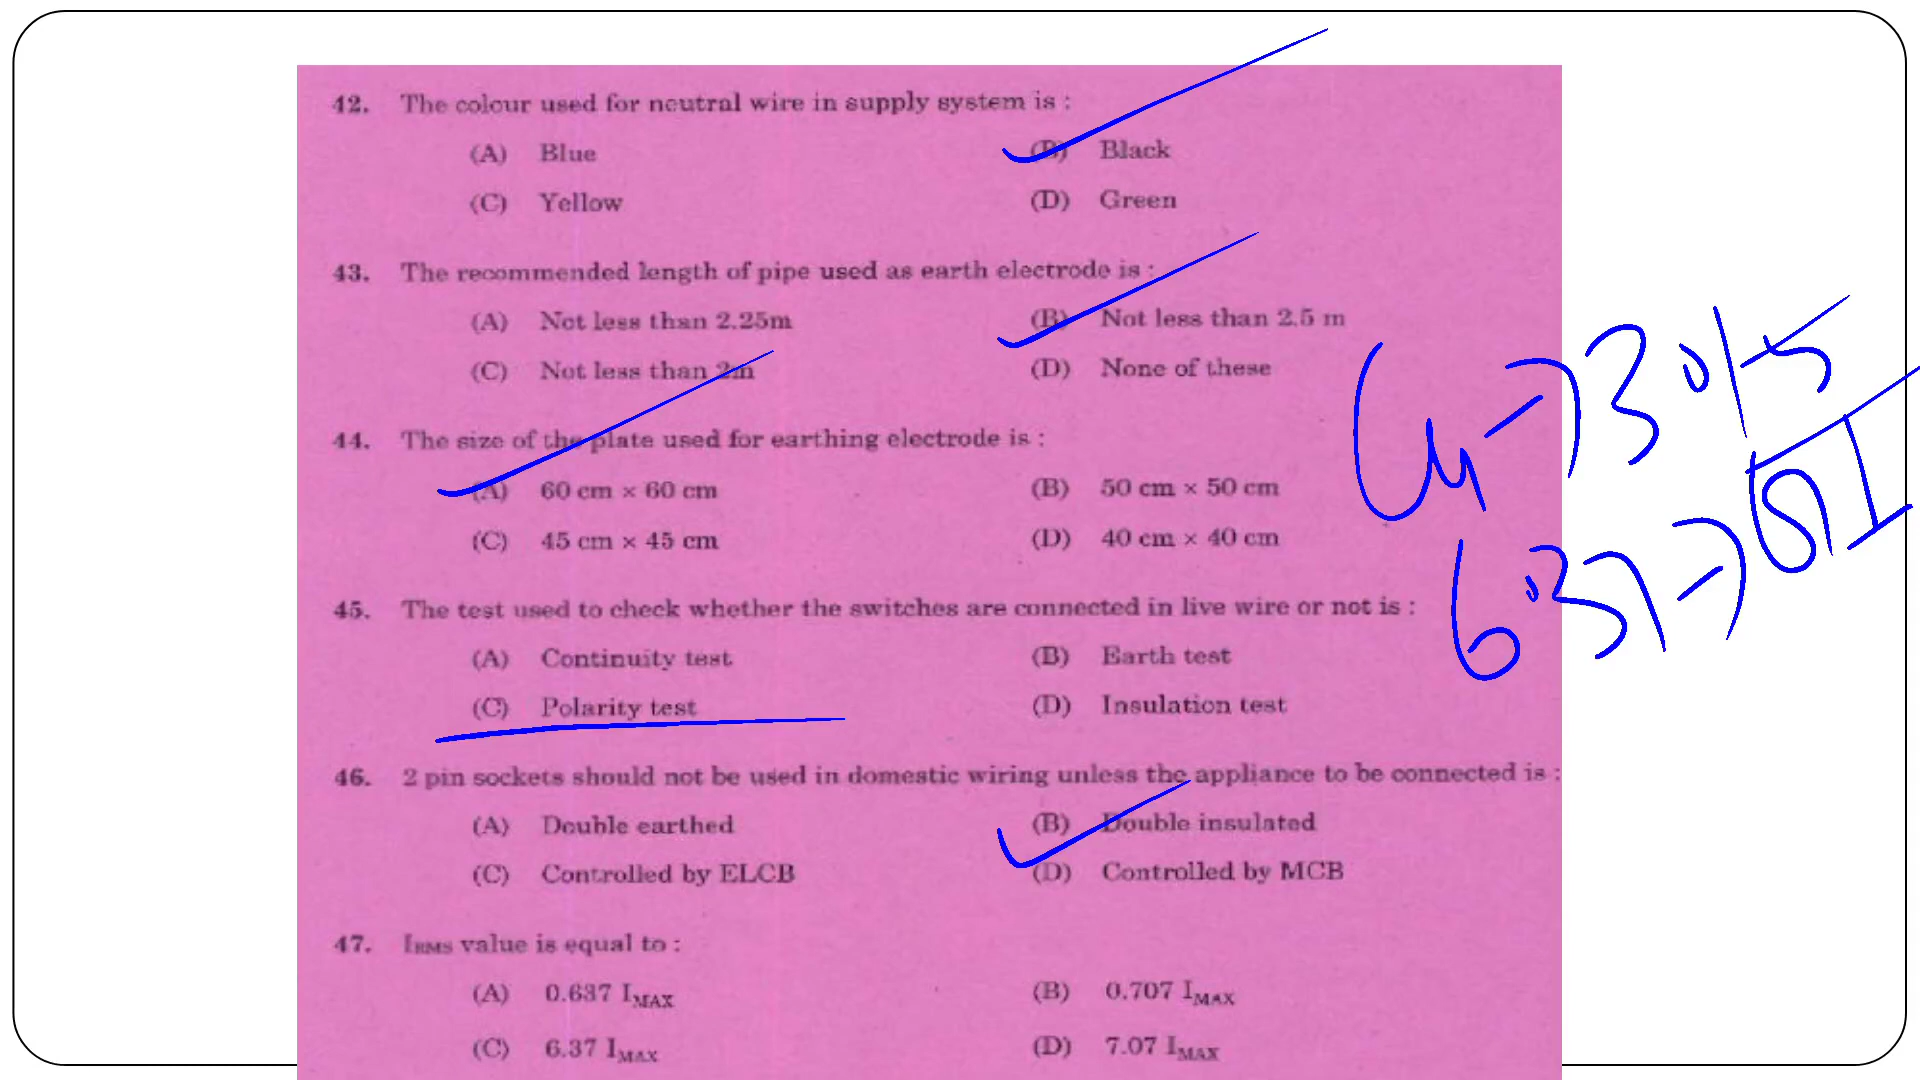 42. The colour used for neutral wire in supply system is :
(A) Blue (B) Black
(C) Yellow (D) Green
43. The recommended length of pipe used as earth electrode is :
(A) Not less than 2.25m (B) Not less than 2.5 m
(C) Not less than 2m (D) None of these
44. The size of the plate used for earthing electrode is :
(A) 60 cm × 60 cm (B) 50 cm × 50 cm
(C) 45 cm × 45 cm (D) 40 cm × 40 cm
45. The test used to check whether the switches are connected in live wire or not is :
(A) Continuity test (B) Earth test
(C) Polarity test (D) Insulation test
46. 2 pin sockets should not be used in domestic wiring unless the appliance to be connected is :
(A) Double earthed (B) Double insulated
(C) Controlled by ELCB (D) Controlled by MCB
47. IRMS value is equal to :
(A) 0.637 IMAX (B) 0.707 IMAX
(C) 6.37 IMAX (D) 7.07 IMAX